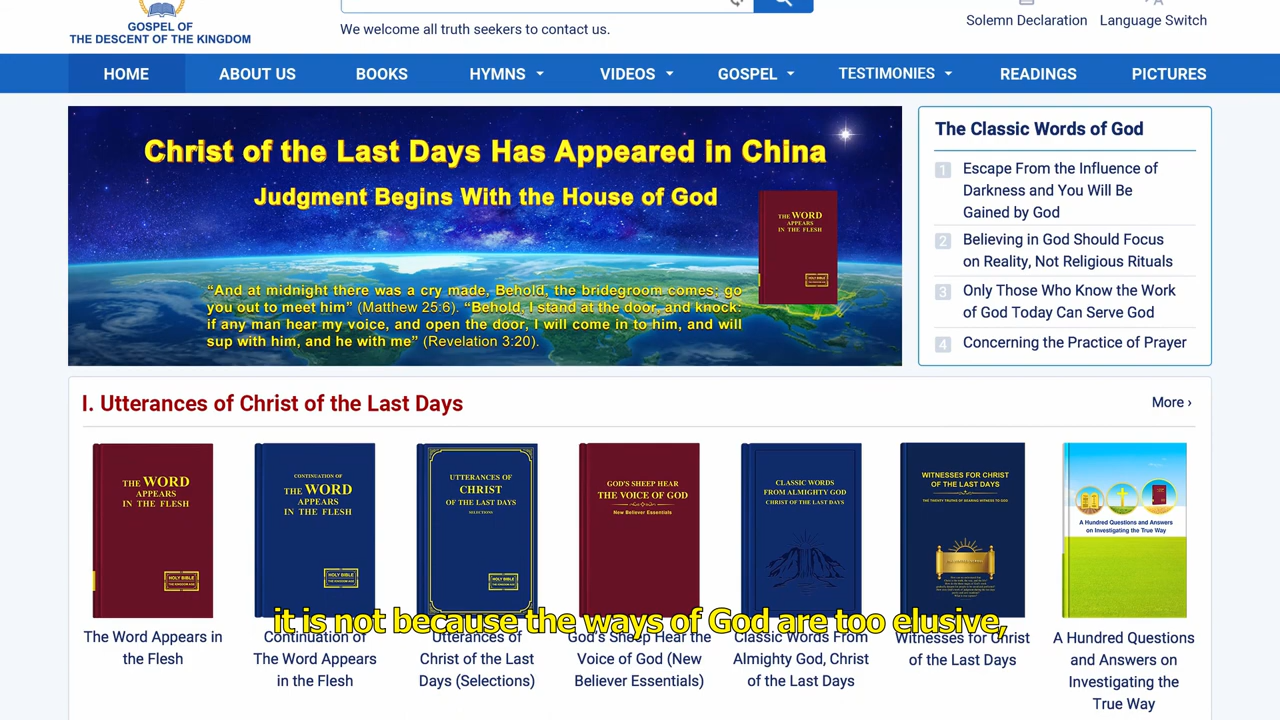 GOSPEL OF
THE DESCENT OF THE KINGDOM
We welcome all truth seekers to contact us.
Solemn Declaration
Language Switch
HOME
ABOUT US
BOOKS
HYMNS
VIDEOS
GOSPEL
TESTIMONIES
READINGS
PICTURES
Christ of the Last Days Has Appeared in China
Judgment Begins With the House of God
THE WORD
APPEARS
IN THE FLESH
“And at midnight there was a cry made, Behold, the bridegroom comes; go
you out to meet him” (Matthew 25:6). “Behold, I stand at the door, and knock:
if any man hear my voice, and open the door, I will come in to him, and will
sup with him, and he with me” (Revelation 3:20).
The Classic Words of God
1 Escape From the Influence of
Darkness and You Will Be
Gained by God
2 Believing in God Should Focus
on Reality, Not Religious Rituals
3 Only Those Who Know the Work
of God Today Can Serve God
4 Concerning the Practice of Prayer
I. Utterances of Christ of the Last Days
More ›
THE WORD
APPEARS
IN THE FLESH
HOLY BIBLE
THE KINGDOM AGE
CONTINUATION OF
THE WORD
APPEARS
IN THE FLESH
HOLY BIBLE
THE KINGDOM AGE
UTTERANCES OF
CHRIST
OF THE LAST DAYS
SELECTIONS
HOLY BIBLE
THE KINGDOM AGE
GOD'S SHEEP HEAR
THE VOICE OF GOD
New Believer Essentials
CLASSIC WORDS
FROM ALMIGHTY GOD
CHRIST OF THE LAST DAYS
WITNESSES FOR CHRIST
OF THE LAST DAYS
THE TWENTY TRUTHS OF BEARING WITNESS TO GOD
A Hundred Questions and Answers
on Investigating the True Way
it is not because the ways of God are too elusive,
The Word Appears in
the Flesh
Continuation of
The Word Appears
in the Flesh
Utterances of
Christ of the Last
Days (Selections)
God's Sheep Hear the
Voice of God (New
Believer Essentials)
Classic Words From
Almighty God, Christ
of the Last Days
Witnesses for Christ
of the Last Days
A Hundred Questions
and Answers on
Investigating the
True Way